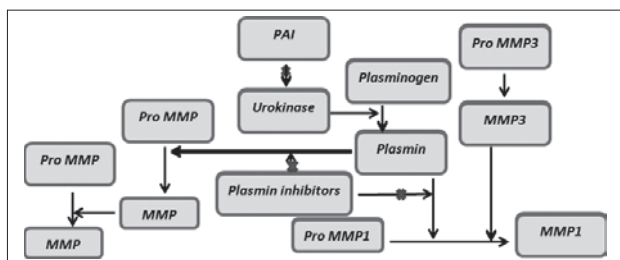 PAI
Pro MMP3
Plasminogen
Urokinase
Pro MMP
MMP3
Plasmin
Pro MMP
Plasmin inhibitors
MMP
Pro MMP1
MMP1
MMP